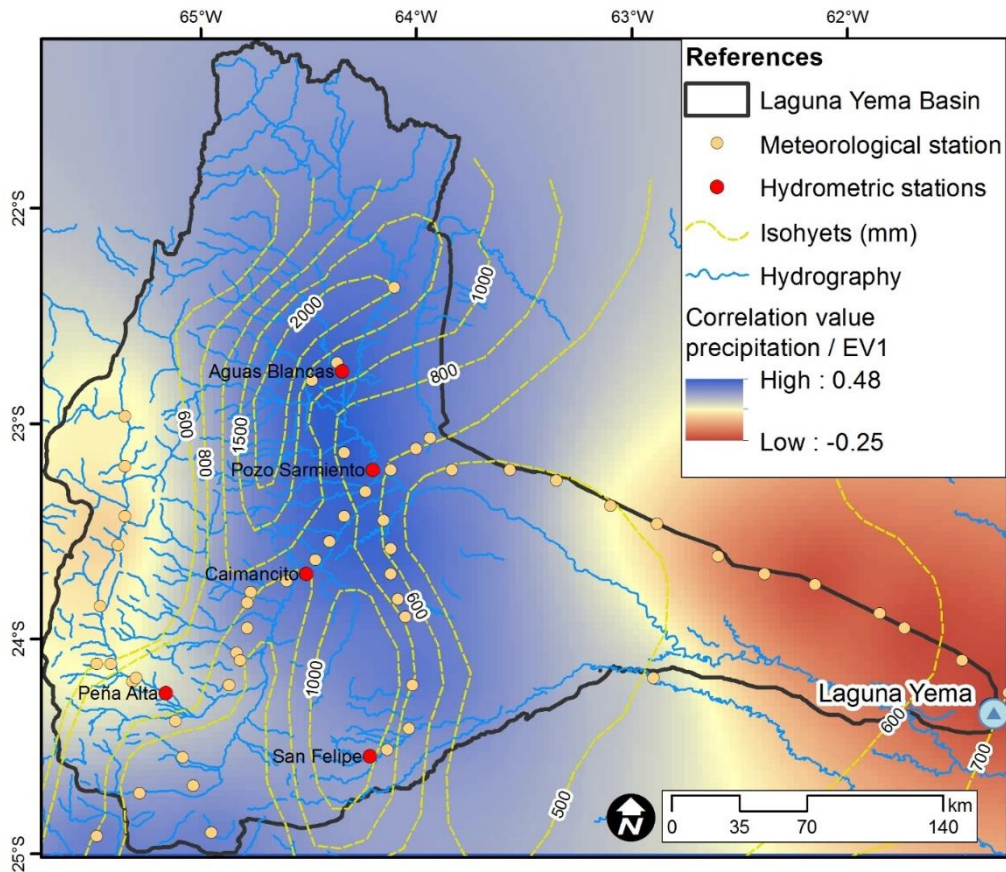 65°W 64°W 63°W 62°W
22°S
23°S
24°S
25°S
References
Laguna Yema Basin
Meteorological station
Hydrometric stations
Isohyets (mm)
Hydrography
Correlation value
precipitation / EV1
High : 0.48
Low : -0.25
2000
1000
Aguas Blancas
800
600
800
1500
Pozo Sarmiento
Caimancito
600
1000
Peña Alta
Laguna Yema
600
San Felipe
700
500
N
km
0 35 70 140